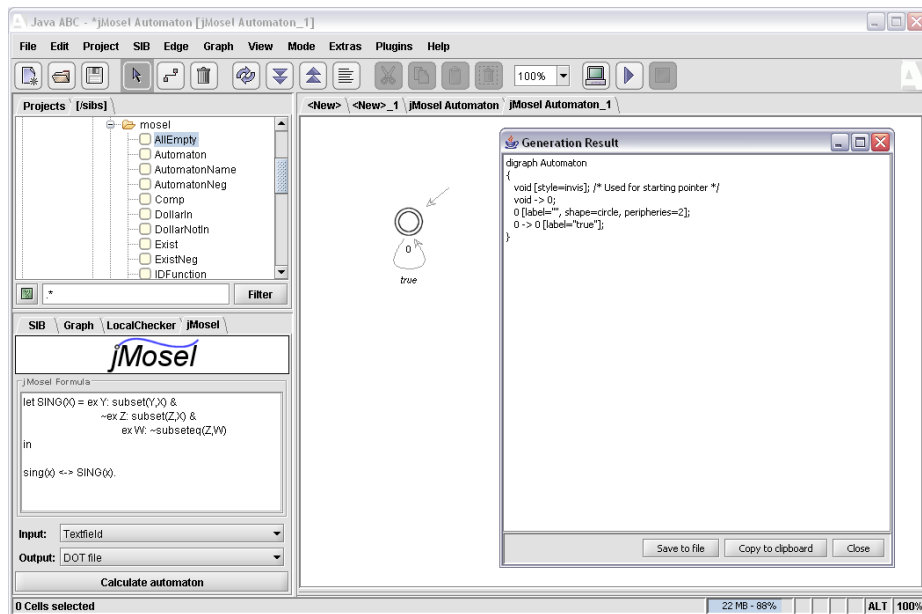 Java ABC - *jMosel Automaton [jMosel Automaton_1]
File Edit Project SIB Edge Graph View Mode Extras Plugins Help
100%
Projects [/sibs]
<New> <New>_1 jMosel Automaton jMosel Automaton_1
mosel
AllEmpty
Automaton
AutomatonName
AutomatonNeg
Comp
DollarIn
DollarNotIn
Exist
ExistNeg
IDFunction
.*
Filter
SIB Graph LocalChecker jMosel
jMosel
jMosel Formula
let SING(X) = ex Y: subset(Y,X) &
~ex Z: subset(Z,X) &
ex W: ~subseteq(Z,W)
in
sing(x) <-> SING(x).
Input: Textfield
Output: DOT file
Calculate automaton
0
true
Generation Result
digraph Automaton
{
void [style=invis]; /* Used for starting pointer */
void -> 0;
0 [label="", shape=circle, peripheries=2];
0 -> 0 [label="true"];
}
Save to file Copy to clipboard Close
0 Cells selected
22 MB - 88%
ALT 100%